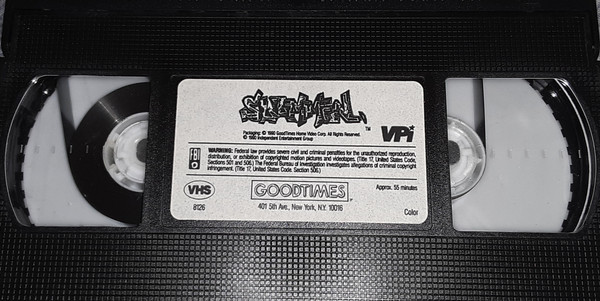 TM
VPi
Packaging: © 1990 GoodTimes Home Video Corp. All Rights Reserved.
© 1990 Independent Entertainment Group
FBI
WARNING: Federal law provides severe civil and criminal penalties for the unauthorized reproduction,
distribution, or exhibition of copyrighted motion pictures and videotapes. (Title 17, United States Code,
Sections 501 and 506.) The Federal Bureau of Investigation investigates allegations of criminal copyright
infringement. (Title 17, United States Code, Section 506.)
VHS
GOODTIMES
Approx. 55 minutes
8126
401 5th Ave., New York, N.Y. 10016
Color